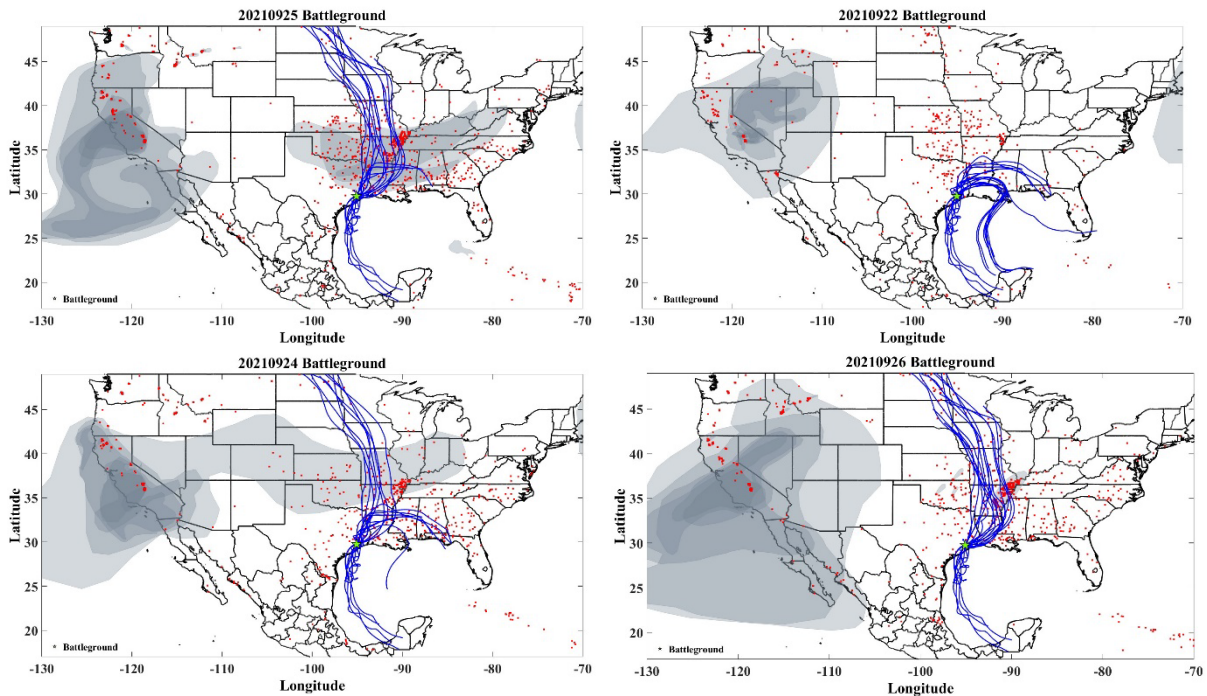 20210925 Battleground
Latitude
45
40
35
30
25
20
* Battleground
-130 -120 -110 -100 -90 -80 -70
Longitude
20210922 Battleground
Latitude
45
40
35
30
25
20
* Battleground
-130 -120 -110 -100 -90 -80 -70
Longitude
20210924 Battleground
Latitude
45
40
35
30
25
20
* Battleground
-130 -120 -110 -100 -90 -80 -70
Longitude
20210926 Battleground
Latitude
45
40
35
30
25
20
* Battleground
-130 -120 -110 -100 -90 -80 -70
Longitude